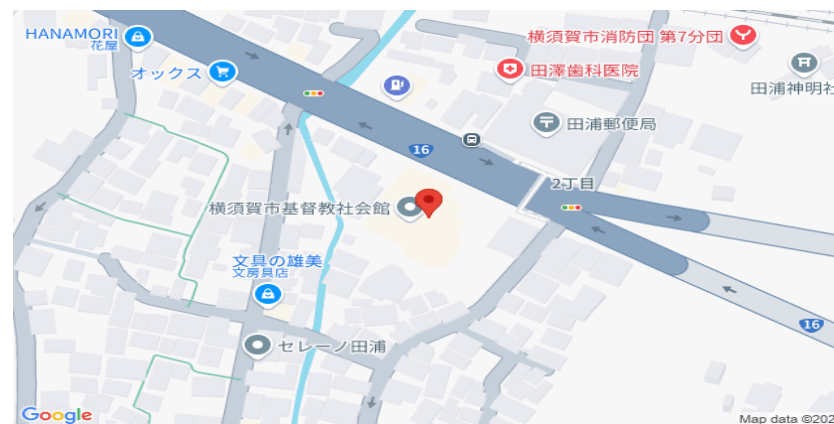 HANAMORI
花屋
オックス
横須賀市消防団 第7分団
田澤歯科医院
田浦神明社
田浦郵便局
16
2丁目
横須賀市基督教社会館
文具の雄美
文房具店
16
セレーノ田浦
Google
Map data ©202